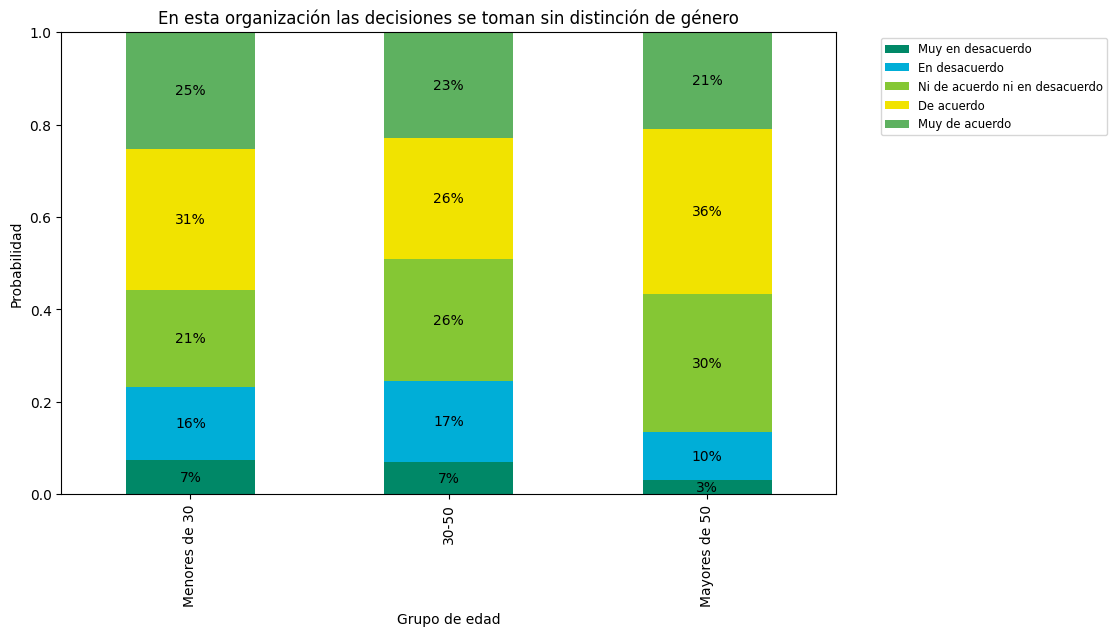 En esta organización las decisiones se toman sin distinción de género
Probabilidad
1.0
0.8
0.6
0.4
0.2
0.0
25%
31%
21%
16%
7%
23%
26%
26%
17%
7%
21%
36%
30%
10%
3%
Menores de 30
30-50
Mayores de 50
Grupo de edad
Muy en desacuerdo
En desacuerdo
Ni de acuerdo ni en desacuerdo
De acuerdo
Muy de acuerdo